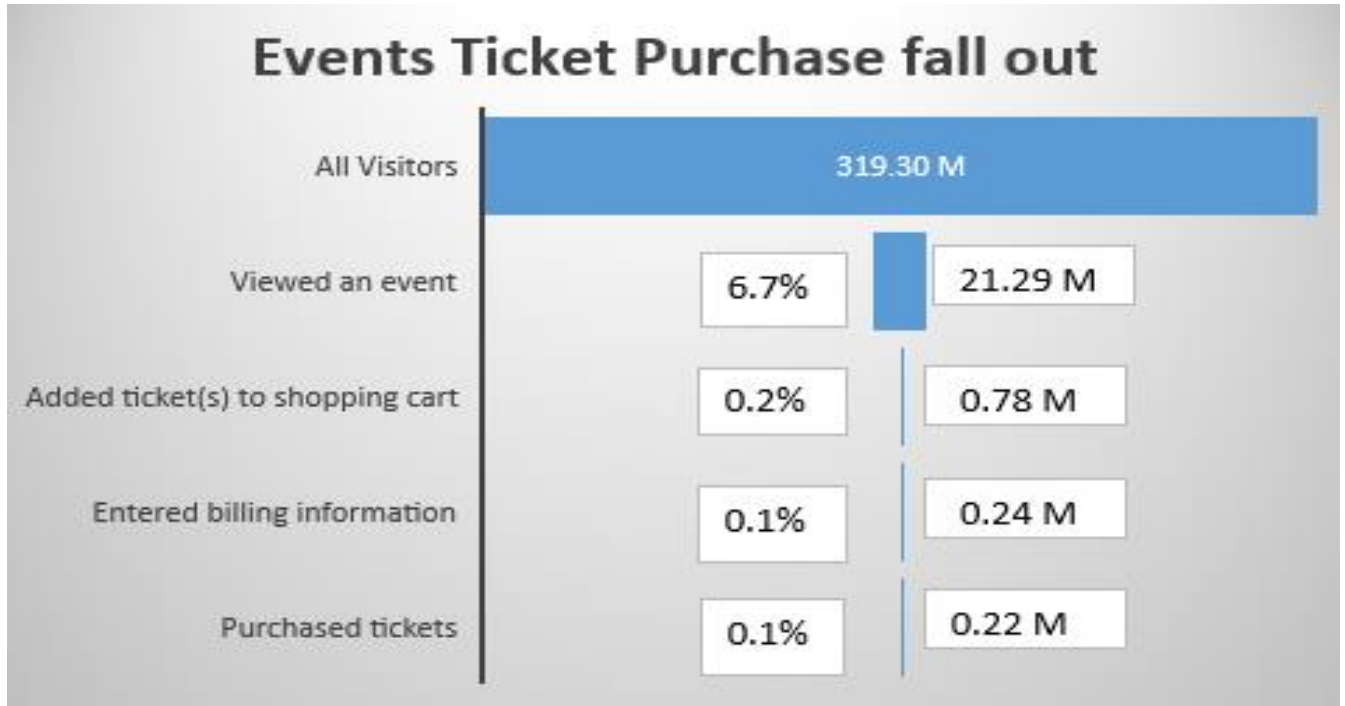 Events Ticket Purchase fall out
All Visitors
319.30 M
Viewed an event
6.7%
21.29 M
Added ticket(s) to shopping cart
0.2%
0.78 M
Entered billing information
0.1%
0.24 M
Purchased tickets
0.1%
0.22 M